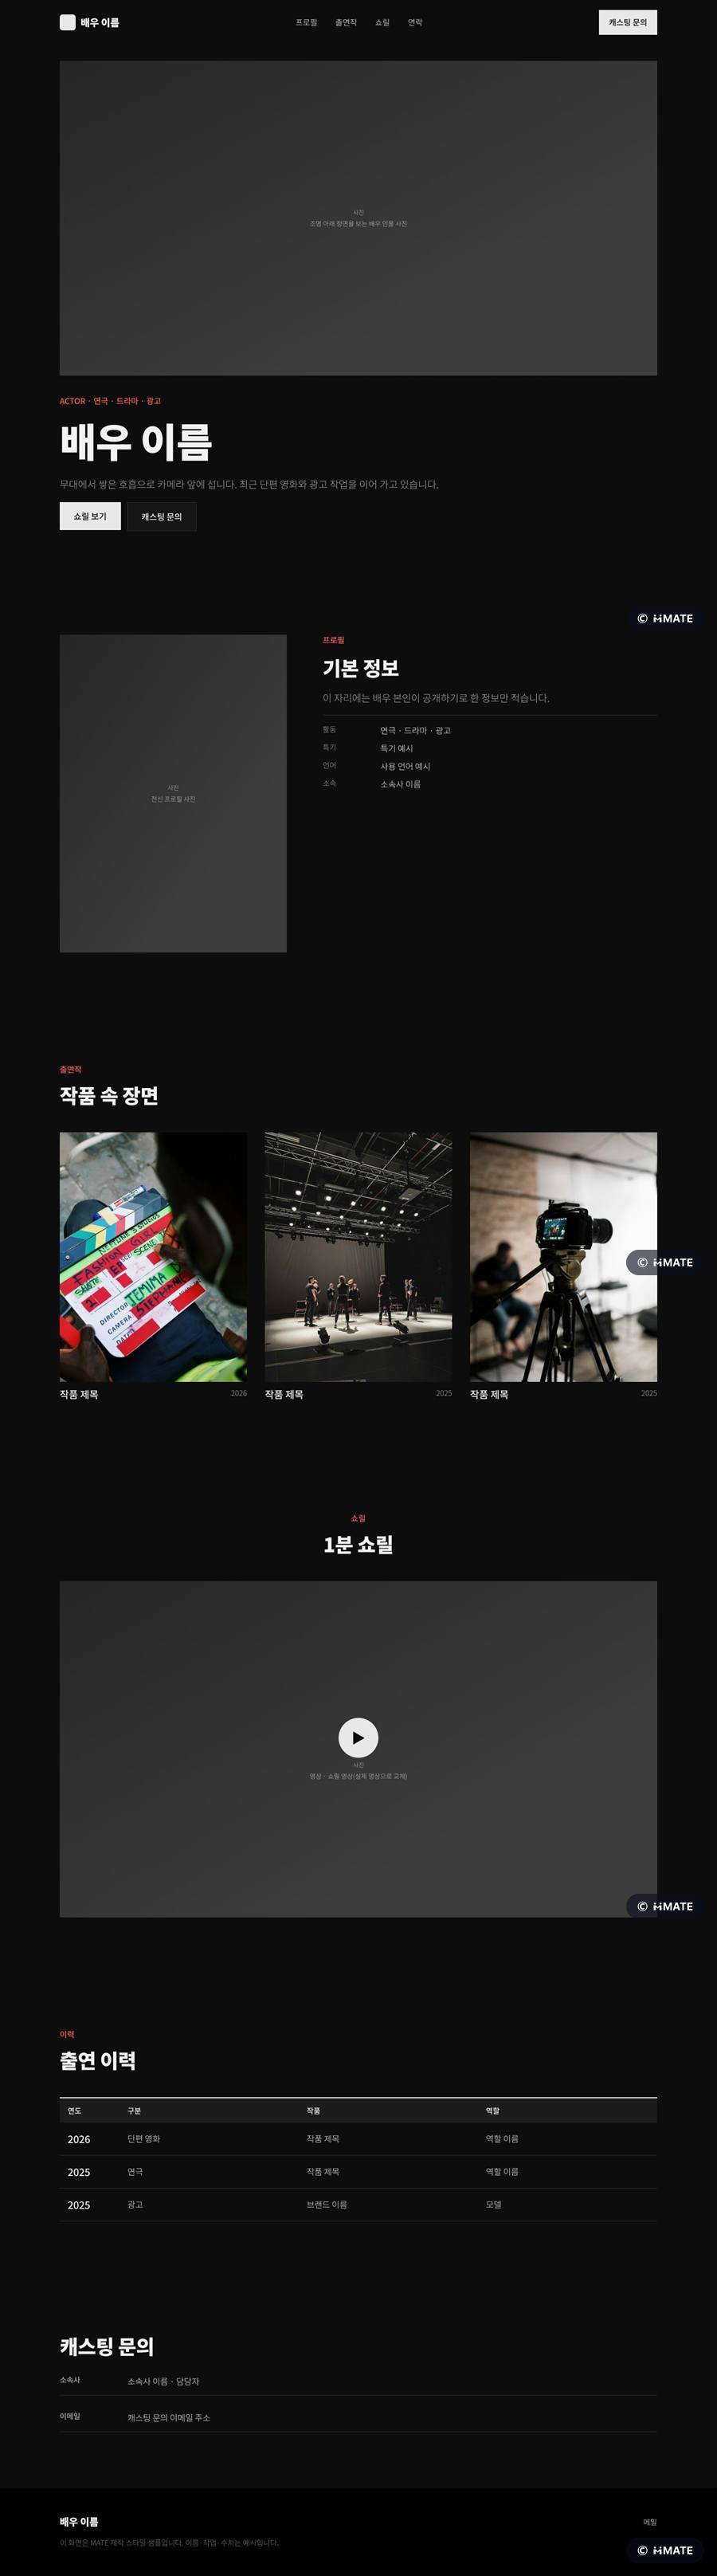 배우 이름
프로필
출연작
쇼릴
연락
캐스팅 문의
사진
조명 아래 정면을 보는 배우 인물 사진
ACTOR · 연극 · 드라마 · 광고
배우 이름
무대에서 쌓은 호흡으로 카메라 앞에 섭니다. 최근 단편 영화와 광고 작업을 이어 가고 있습니다.
쇼릴 보기
캐스팅 문의
© MATE
사진
전신 프로필 사진
프로필
기본 정보
이 자리에는 배우 본인이 공개하기로 한 정보만 적습니다.
활동 연극 · 드라마 · 광고
특기 특기 예시
언어 사용 언어 예시
소속 소속사 이름
출연작
작품 속 장면
SCENE
DIRECTOR
CAMERA
DATE
© MATE
작품 제목 2026
작품 제목 2025
작품 제목 2025
쇼릴
1분 쇼릴
사진
영상 · 쇼릴 영상(실제 영상으로 교체)
© MATE
이력
출연 이력
연도 구분 작품 역할
2026 단편 영화 작품 제목 역할 이름
2025 연극 작품 제목 역할 이름
2025 광고 브랜드 이름 모델
캐스팅 문의
소속사 소속사 이름 · 담당자
이메일 캐스팅 문의 이메일 주소
배우 이름
메일
이 화면은 MATE 제작 스타일 샘플입니다. 이름·작업·수치는 예시입니다.
© MATE